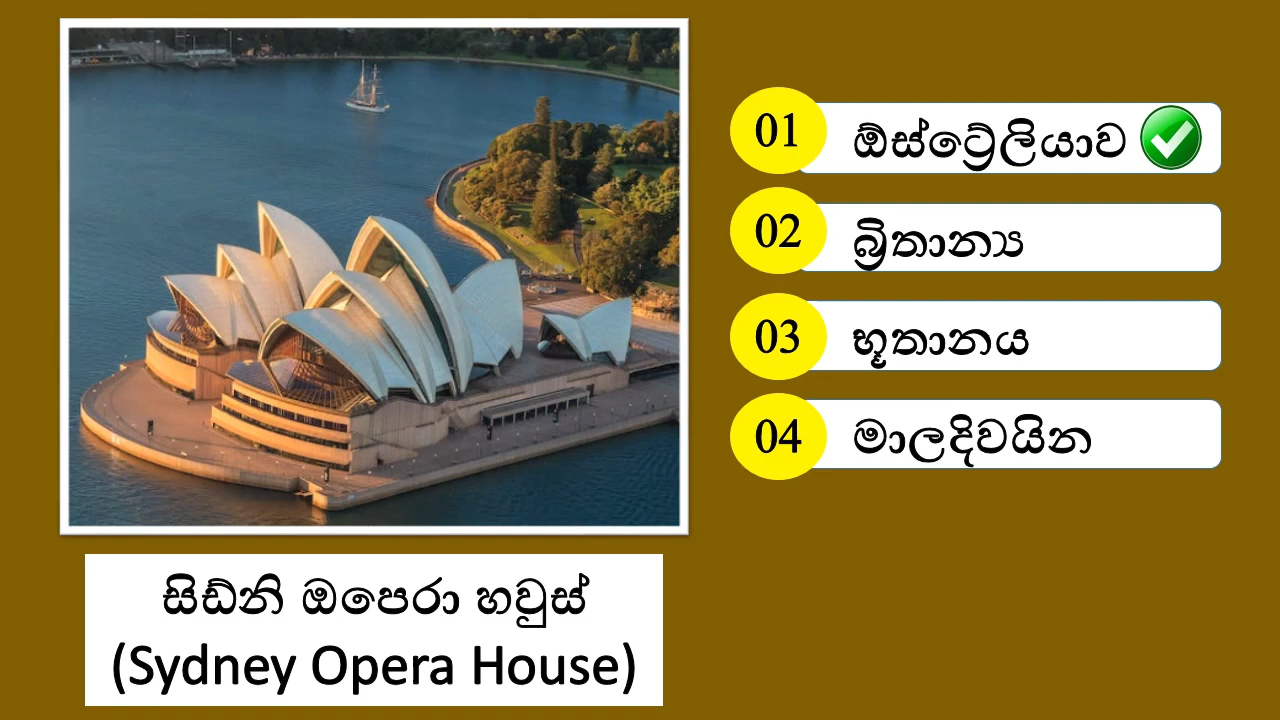 01 ඕස්ට්‍රේලියාව
02 බ්‍රිතාන්‍ය
03 භූතානය
04 මාලදිවයින
සිඩ්නි ඔපෙරා හවුස්
(Sydney Opera House)